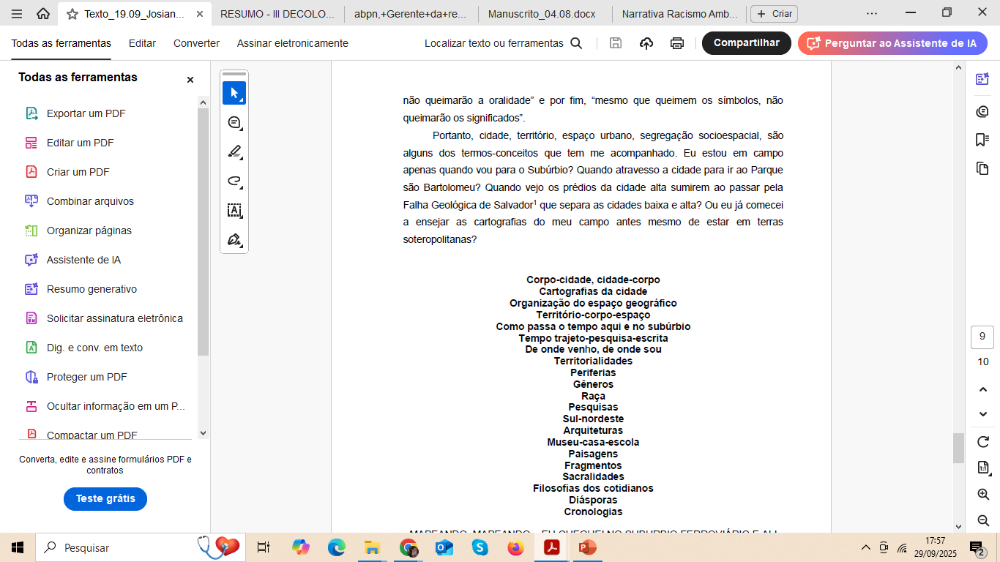 Texto_19.09_Josian...
RESUMO - III DECOLO...
abpn,+Gerente+da+re...
Manuscrito_04.08.docx
Narrativa Racismo Amb...
Criar
Todas as ferramentas
Editar
Converter
Assinar eletronicamente
Localizar texto ou ferramentas
Compartilhar
Perguntar ao Assistente de IA
Todas as ferramentas
Exportar um PDF
Editar um PDF
Criar um PDF
Combinar arquivos
Organizar páginas
Assistente de IA
Resumo generativo
Solicitar assinatura eletrônica
Dig. e conv. em texto
Proteger um PDF
Ocultar informação em um P...
Compactar um PDF
Converta, edite e assine formulários PDF e
contratos
Teste grátis
não queimarão a oralidade” e por fim, “mesmo que queimem os símbolos, não
queimarão os significados”.
Portanto, cidade, território, espaço urbano, segregação socioespacial, são
alguns dos termos-conceitos que tem me acompanhado. Eu estou em campo
apenas quando vou para o Subúrbio? Quando atravesso a cidade para ir ao Parque
são Bartolomeu? Quando vejo os prédios da cidade alta sumirem ao passar pela
Falha Geológica de Salvador¹ que separa as cidades baixa e alta? Ou eu já comecei
a ensejar as cartografias do meu campo antes mesmo de estar em terras
soteropolitanas?
Corpo-cidade, cidade-corpo
Cartografias da cidade
Organização do espaço geográfico
Território-corpo-espaço
Como passa o tempo aqui e no subúrbio
Tempo trajeto-pesquisa-escrita
De onde venho, de onde sou
Territorialidades
Periferias
Gêneros
Raça
Pesquisas
Sul-nordeste
Arquiteturas
Museu-casa-escola
Paisagens
Fragmentos
Sacralidades
Filosofias dos cotidianos
Diásporas
Cronologias
9
10
1:1
Pesquisar
17:57
29/09/2025
2